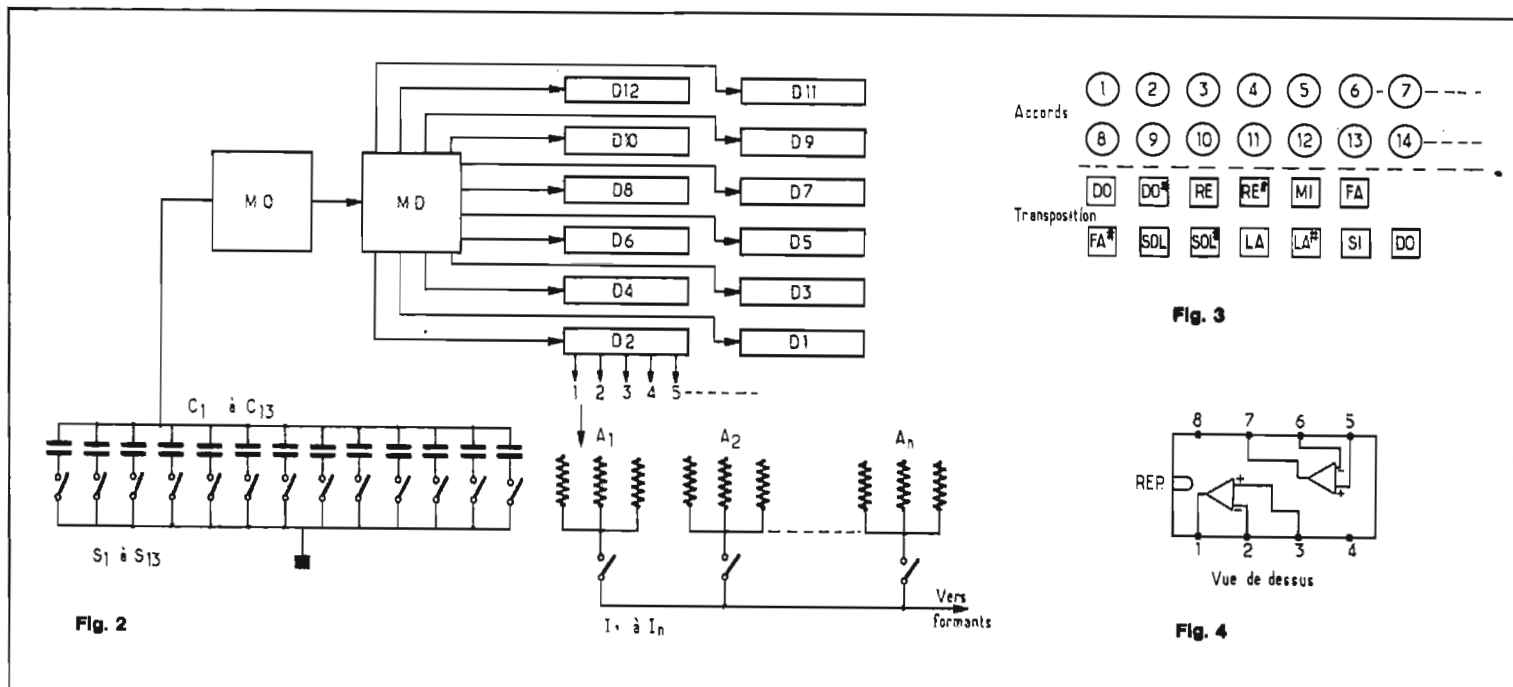 D12 D11
D10 D9
MO MD D8 D7
D6 D5
D4 D3
D2 D1
1 2 3 4 5
C1 à C13
A1 A2 An
S1 à S13
I1 à In
Vers
formants
Fig. 2
Accords
1 2 3 4 5 6 7
8 9 10 11 12 13 14
DO DO# RE RE# MI FA
Transposition
FA# SOL SOL# LA LA# SI DO
Fig. 3
8 7 6 5
REP.
+ -
- +
1 2 3 4
Vue de dessus
Fig. 4